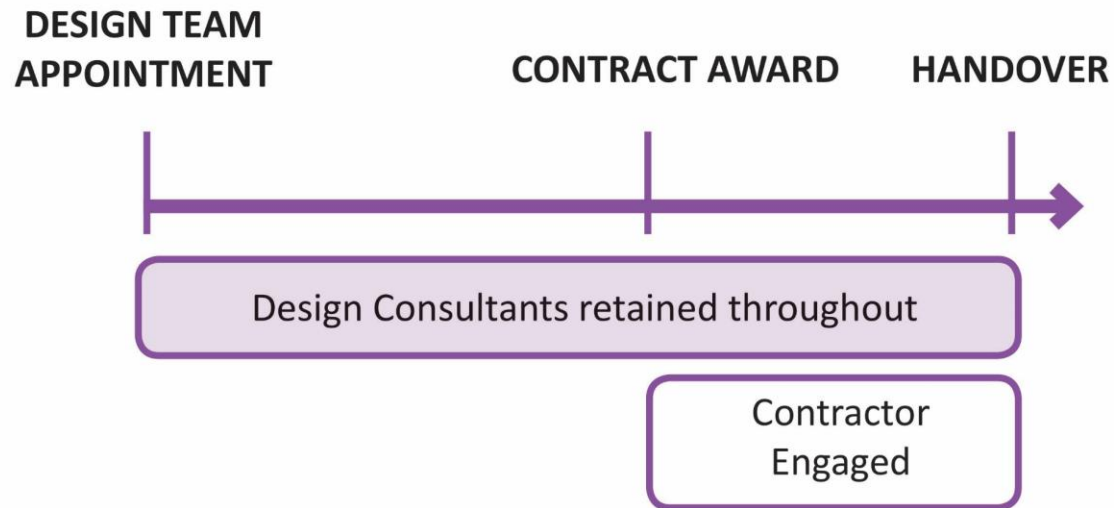 DESIGN TEAM
APPOINTMENT
CONTRACT AWARD
HANDOVER
Design Consultants retained throughout
Contractor
Engaged